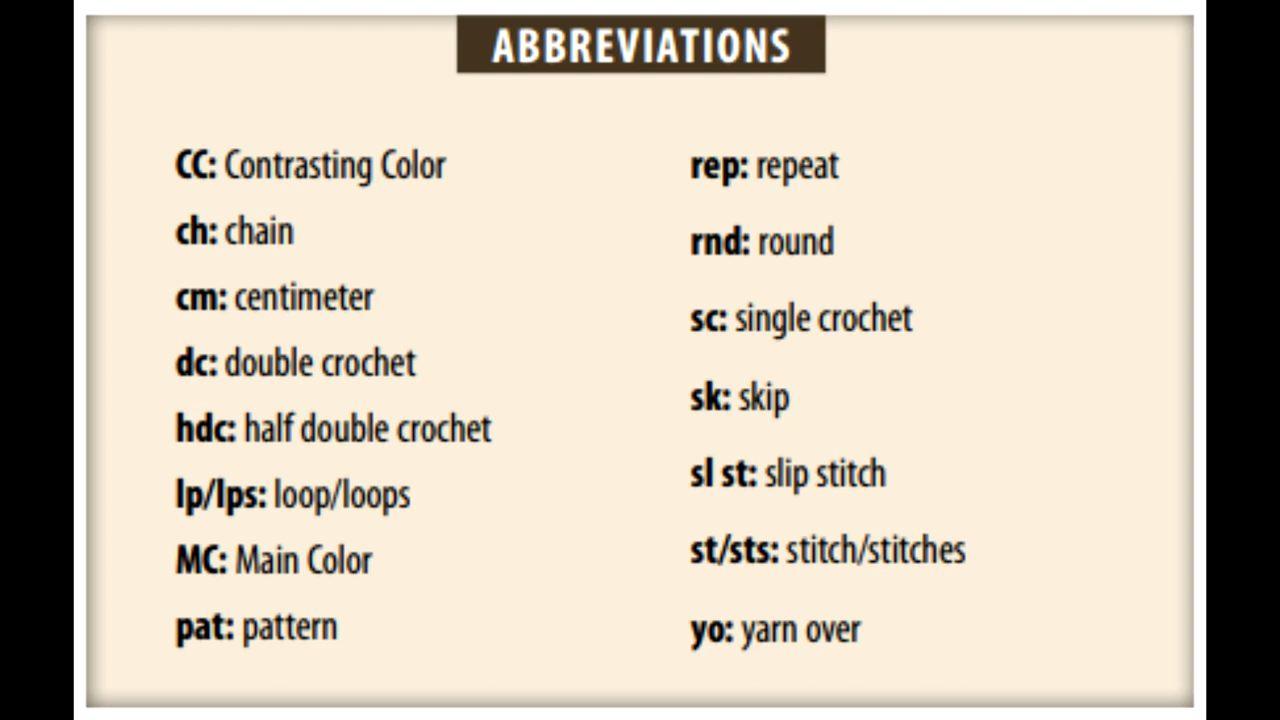 ABBREVIATIONS
CC: Contrasting Color
ch: chain
cm: centimeter
dc: double crochet
hdc: half double crochet
lp/lps: loop/loops
MC: Main Color
pat: pattern
rep: repeat
rnd: round
sc: single crochet
sk: skip
sl st: slip stitch
st/sts: stitch/stitches
yo: yarn over